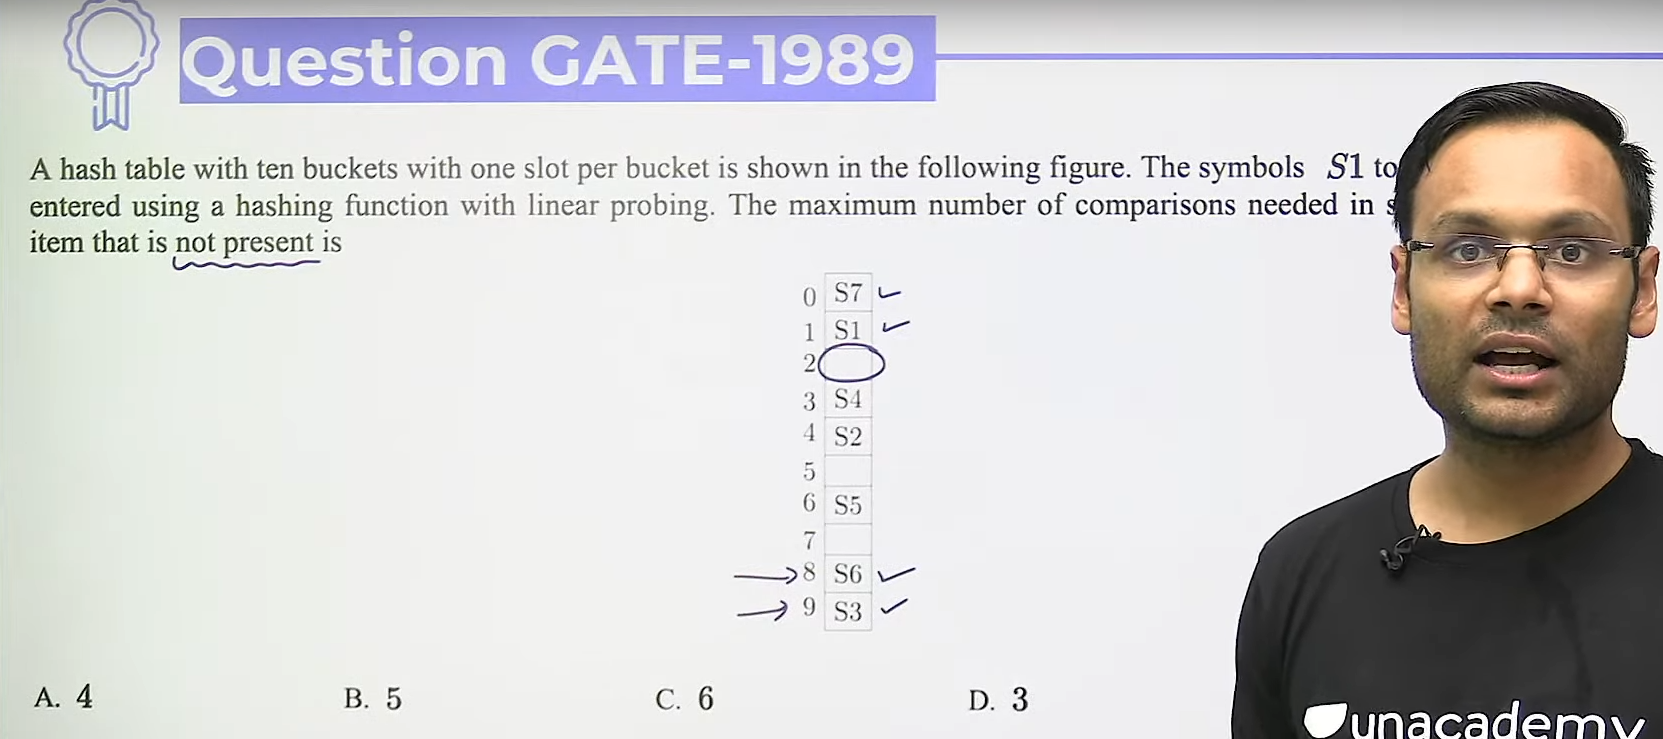 Question GATE-1989
A hash table with ten buckets with one slot per bucket is shown in the following figure. The symbols S1 to
entered using a hashing function with linear probing. The maximum number of comparisons needed in
item that is not present is
0 S7
1 S1
2
3 S4
4 S2
5
6 S5
7
8 S6
9 S3
A. 4 B. 5 C. 6 D. 3
unacademy